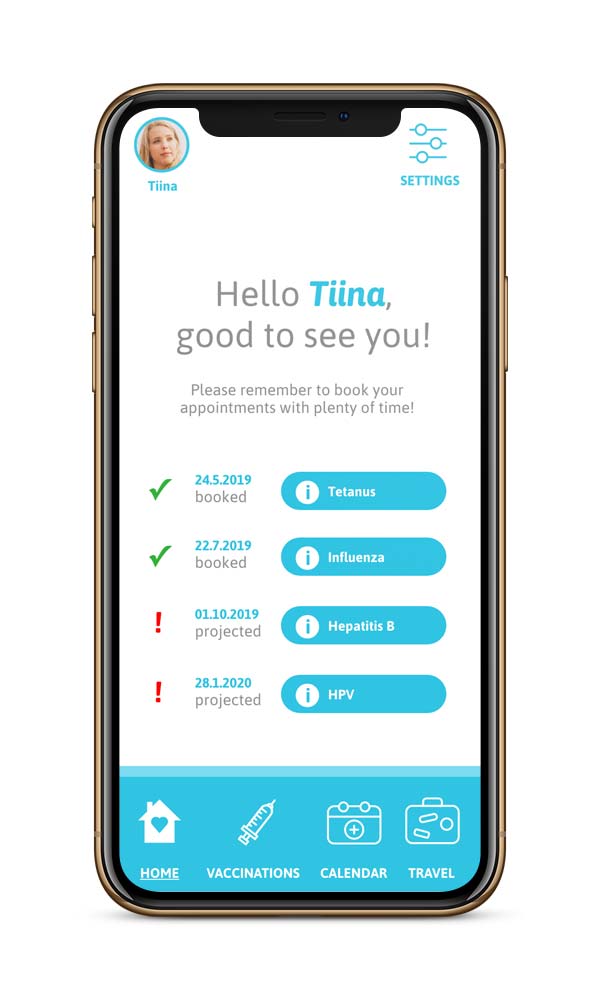 Tiina
SETTINGS
Hello Tiina,
good to see you!
Please remember to book your
appointments with plenty of time!
24.5.2019
booked
i Tetanus
22.7.2019
booked
i Influenza
01.10.2019
! projected
i Hepatitis B
28.1.2020
! projected
i HPV
HOME VACCINATIONS CALENDAR TRAVEL